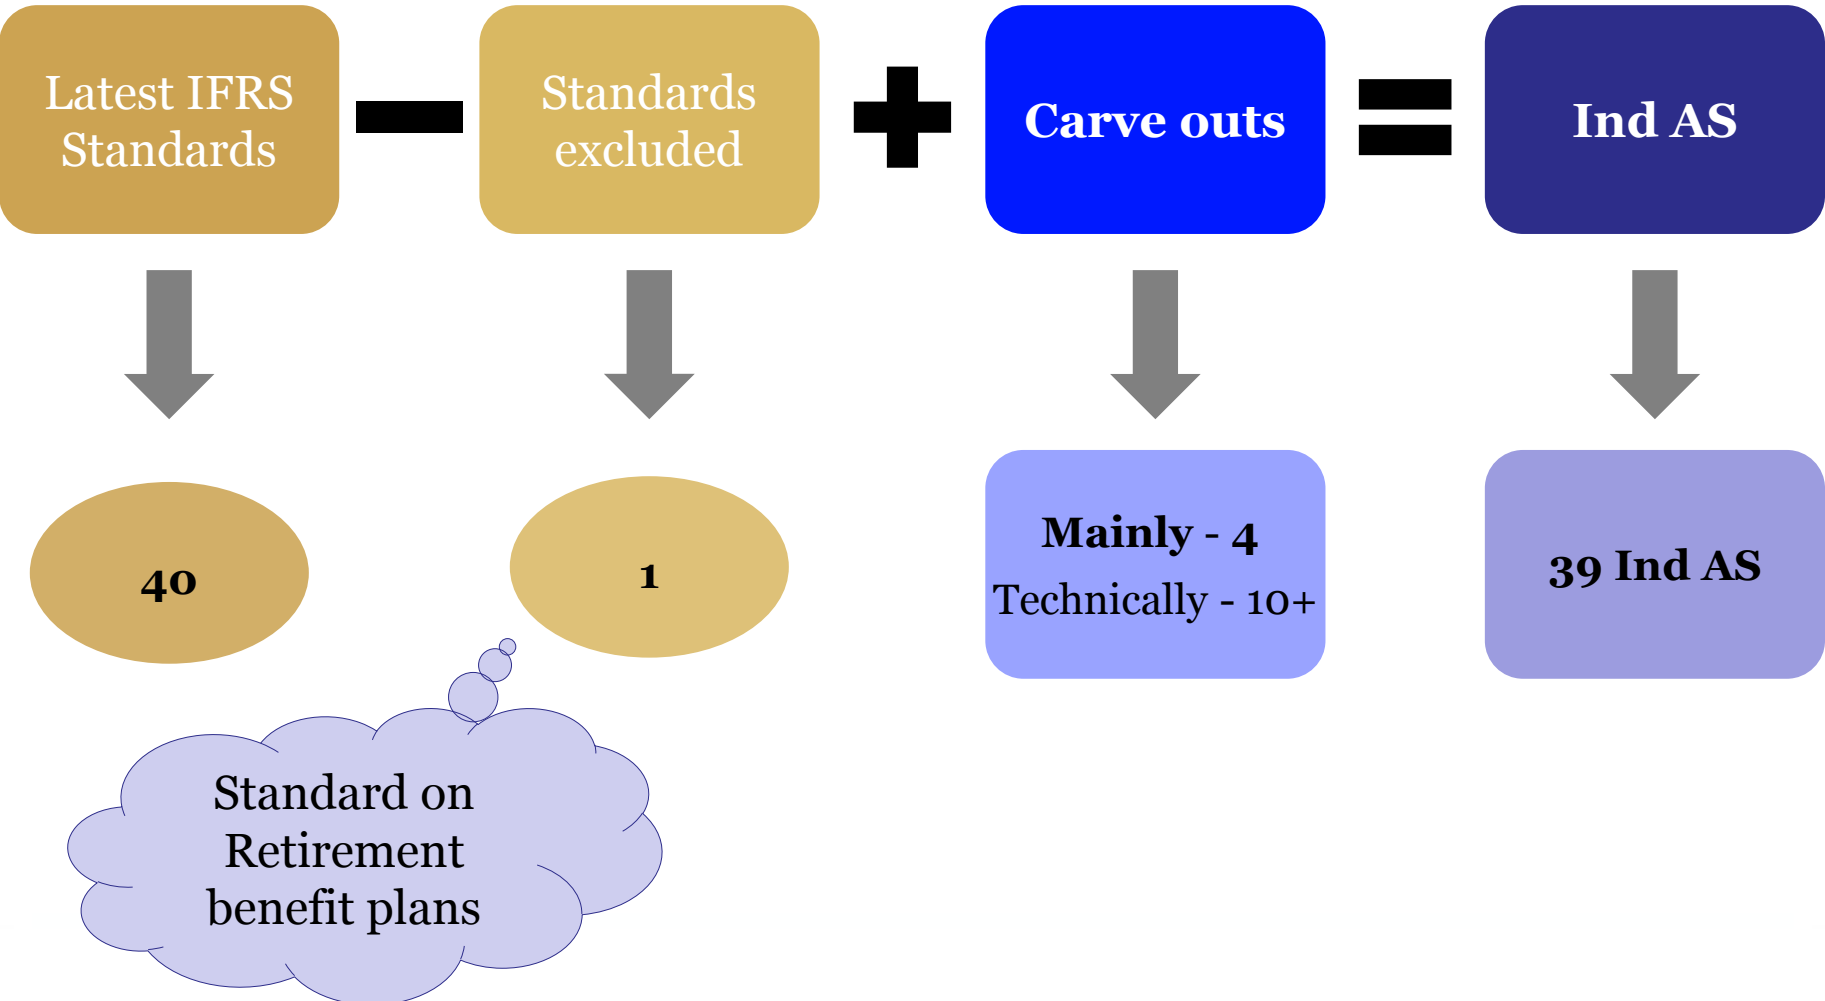 Latest IFRS
Standards
Standards
excluded
Carve outs
Ind AS
40
1
Mainly - 4
Technically - 10+
39 Ind AS
Standard on
Retirement
benefit plans